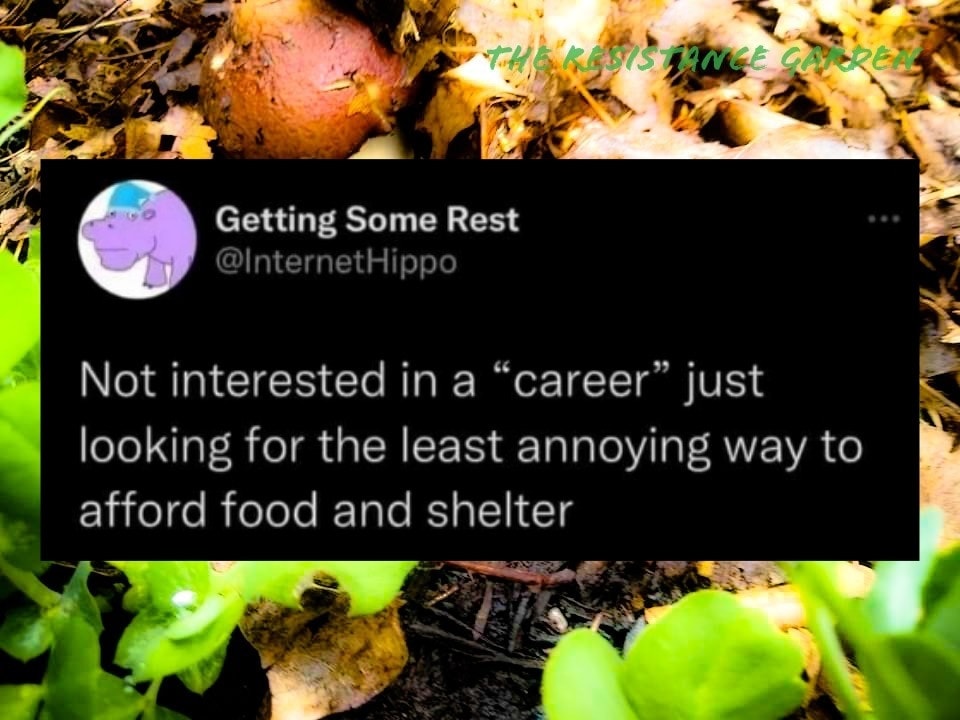 THE RESISTANCE GARDEN
Getting Some Rest
@InternetHippo
Not interested in a “career” just
looking for the least annoying way to
afford food and shelter